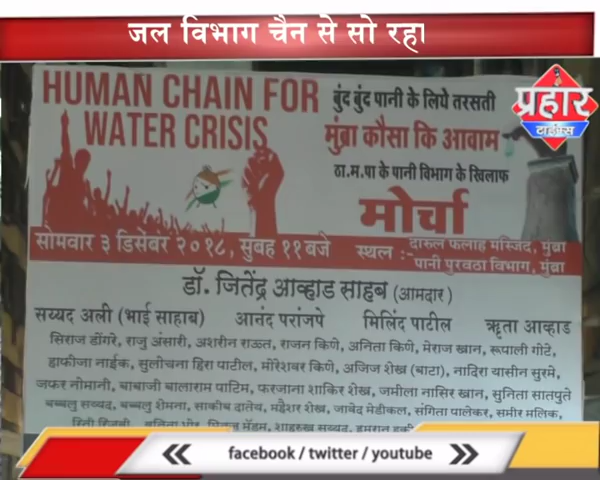 जल विभाग चैन से सो रहा
प्रहार
टाईम्स
HUMAN CHAIN FOR
WATER CRISIS
बुंद बुंद पानी के लिये तरसती
मुंब्रा कौसा कि आवाम
ठा.म.पा के पानी विभाग के खिलाफ
मोर्चा
सोमवार ३ डिसेंबर २०१८, सुंबह ११ बजे
स्थल :- दारुल फलाह मस्जिद, मुंब्रा
पानी पुरवठा विभाग, मुंब्रा
डॉ. जितेंद्र आव्हाड साहब (आमदार)
सय्यद अली (भाई साहाब) आनंद परांजपे मिलिंद पाटील ऋता आव्हाड
सिराज डोंगरे, राजु अंसारी, अशरीन राऊत, राजन किणे, अनिता किणे, मेराज खान, रूपाली गोटे,
हाफीजा नाईक, सुलोचना हिरा पाटील, मोरेश्वर किणे, अजिज शेख (बाटा), नादिरा यासीन सुरमे,
जफर नोमानी, बाबाजी बालाराम पाटिम, फरजाना शाकिर शेख, जमीला नासिर खान, सुनिता सातपुते
बब्बलु सय्यद, बब्बलु शेमना, साकीब दातेय, महेशर शेख, जाबेद मेडीकल, संगिता पालेकर, समीर मलिक,
facebook / twitter / youtube